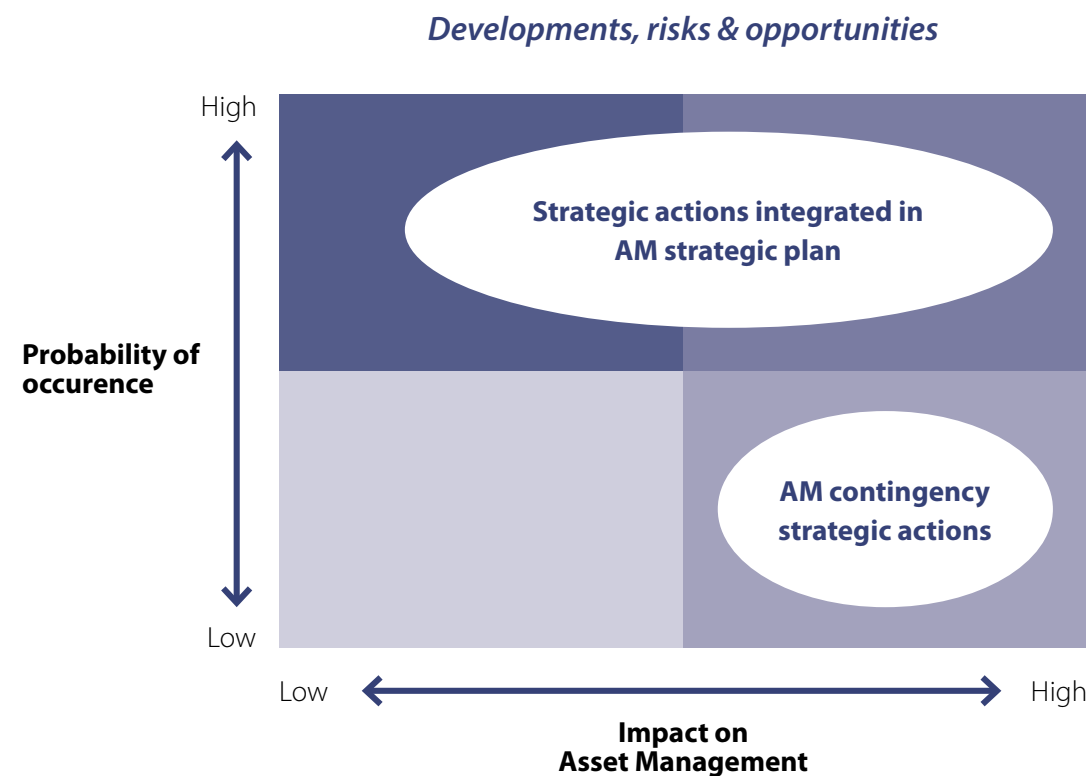 Developments, risks & opportunities
High
Strategic actions integrated in
AM strategic plan
Probability of
occurence
AM contingency
strategic actions
Low
Low
High
Impact on
Asset Management